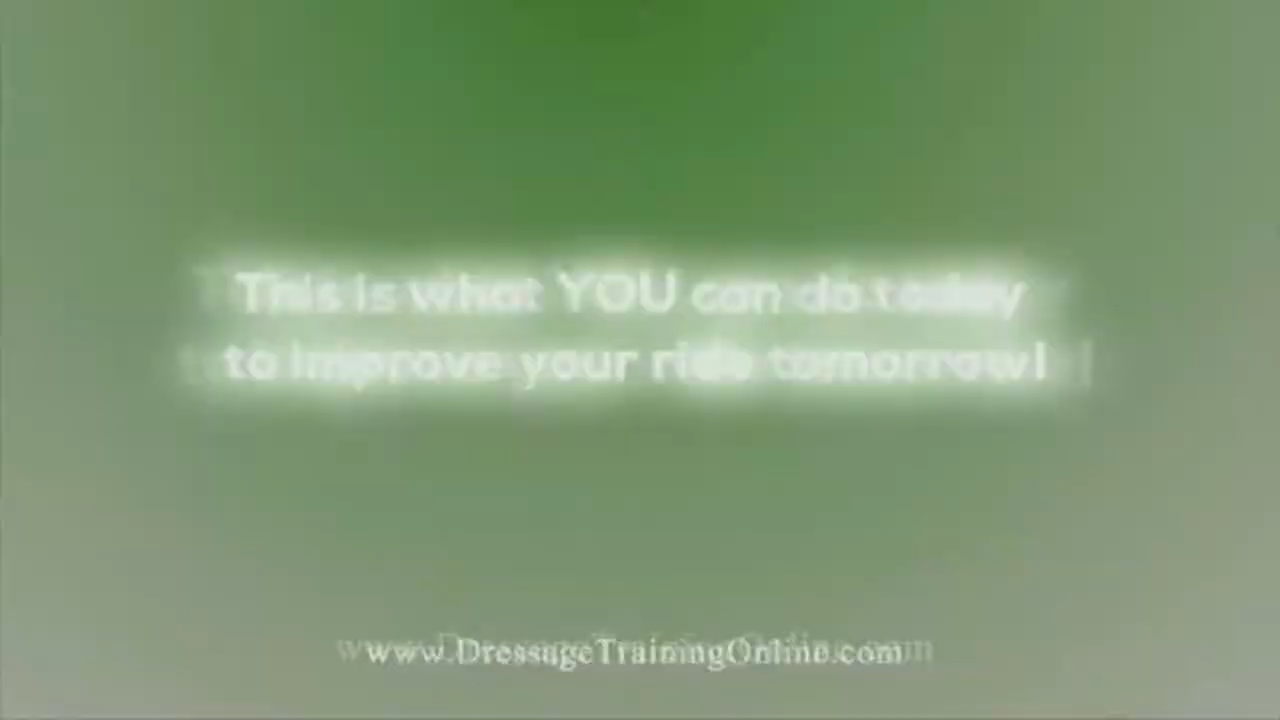 This is what YOU can do today
to improve your ride tomorrow!
www.DressageTrainingOnline.com